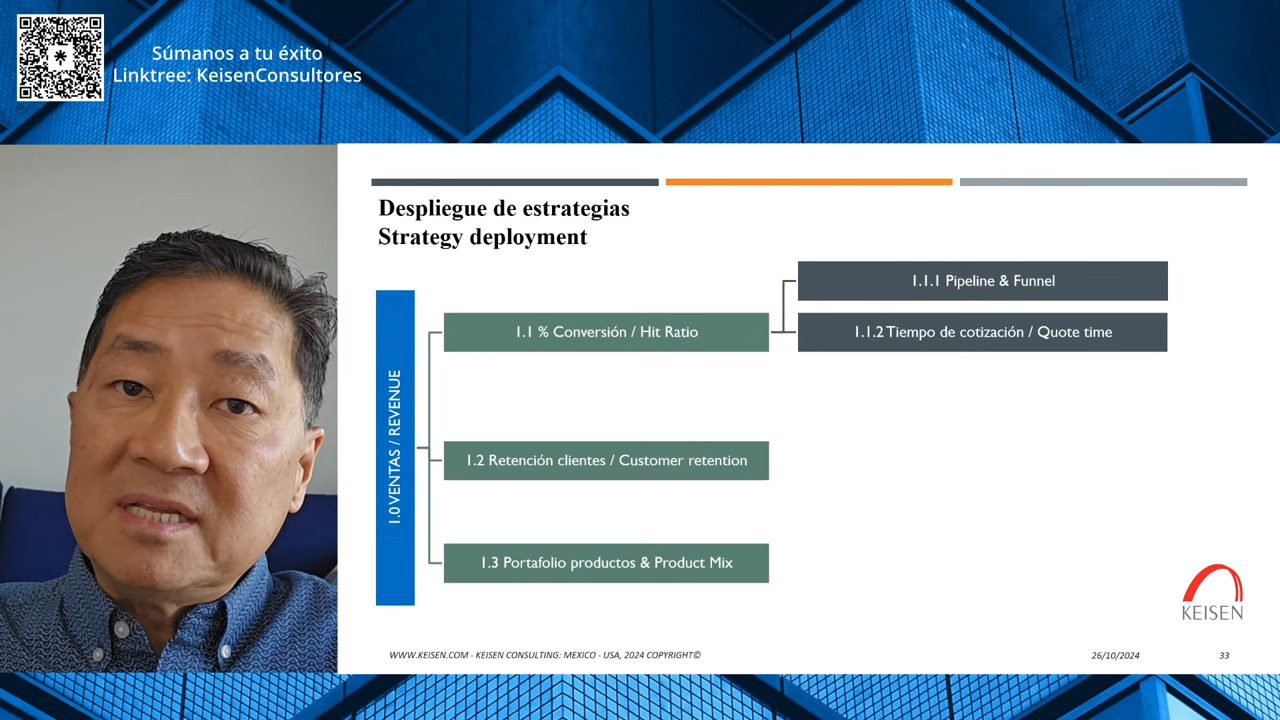 Súmanos a tu éxito
Linktree: KeisenConsultores
Despliegue de estrategias
Strategy deployment
1.0 VENTAS / REVENUE
1.1 % Conversión / Hit Ratio
1.1.1 Pipeline & Funnel
1.1.2 Tiempo de cotización / Quote time
1.2 Retención clientes / Customer retention
1.3 Portafolio productos & Product Mix
KEISEN
WWW.KEISEN.COM - KEISEN CONSULTING: MEXICO - USA, 2024 COPYRIGHT©
26/10/2024
33